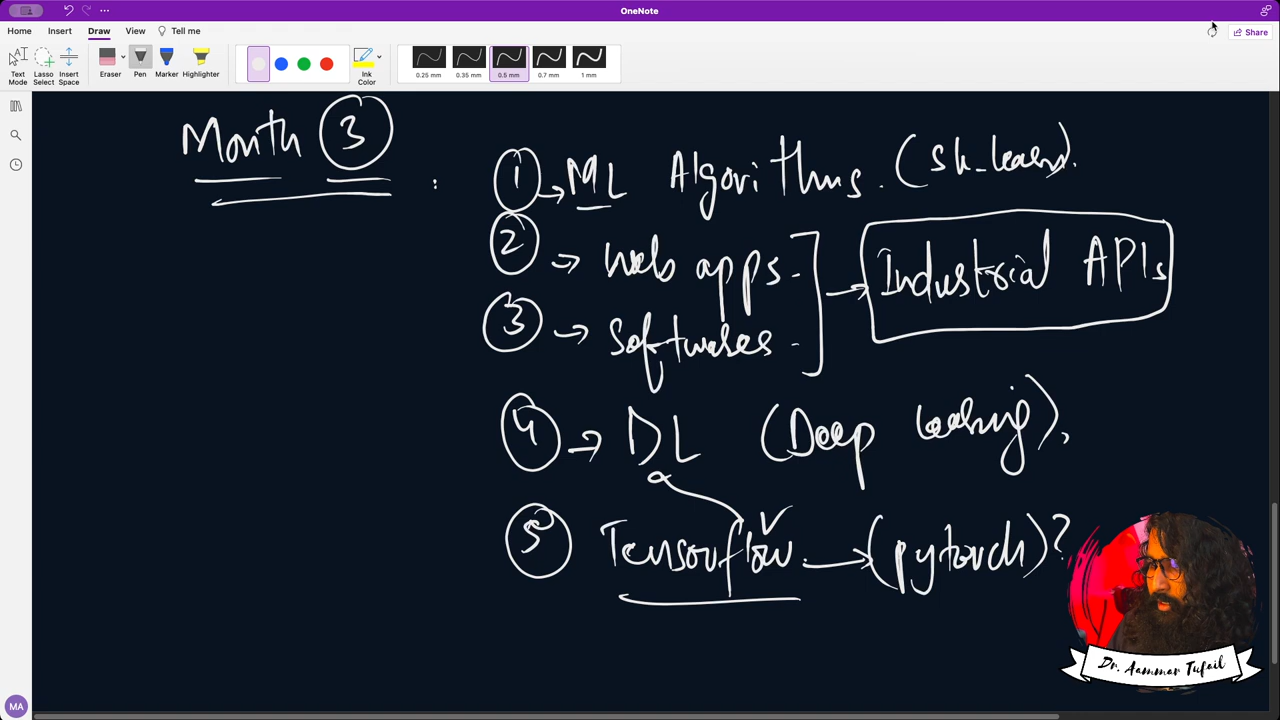 OneNote
Home Insert Draw View Tell me
Share
Text Mode
Lasso Select
Insert Space
Eraser
Pen
Marker
Highlighter
Ink Color
0.25 mm
0.35 mm
0.5 mm
0.7 mm
1 mm
Month 3
: 1 → ML Algorithms. (sk_learn).
2 → web apps -
→ Industrial APIs
3 → Softwares -
4 → DL (Deep learning),
5 Tensorflow → (pytorch)?
Dr. Aammar Tufail
MA